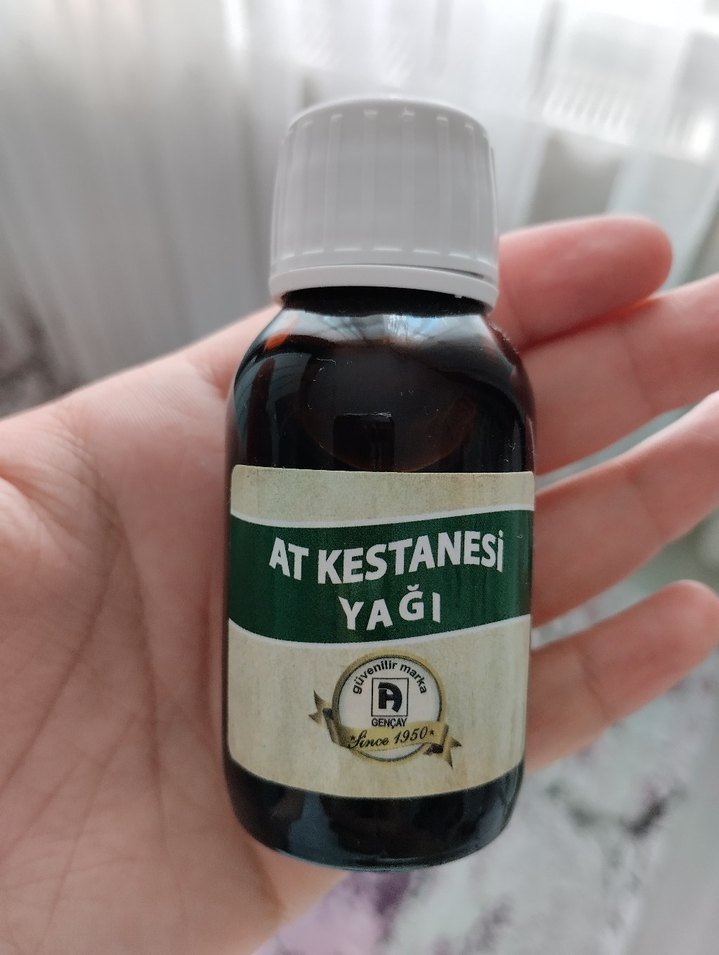 AT KESTANESİ
YAĞI
güvenilir marka
A
GENÇAY
Since 1950